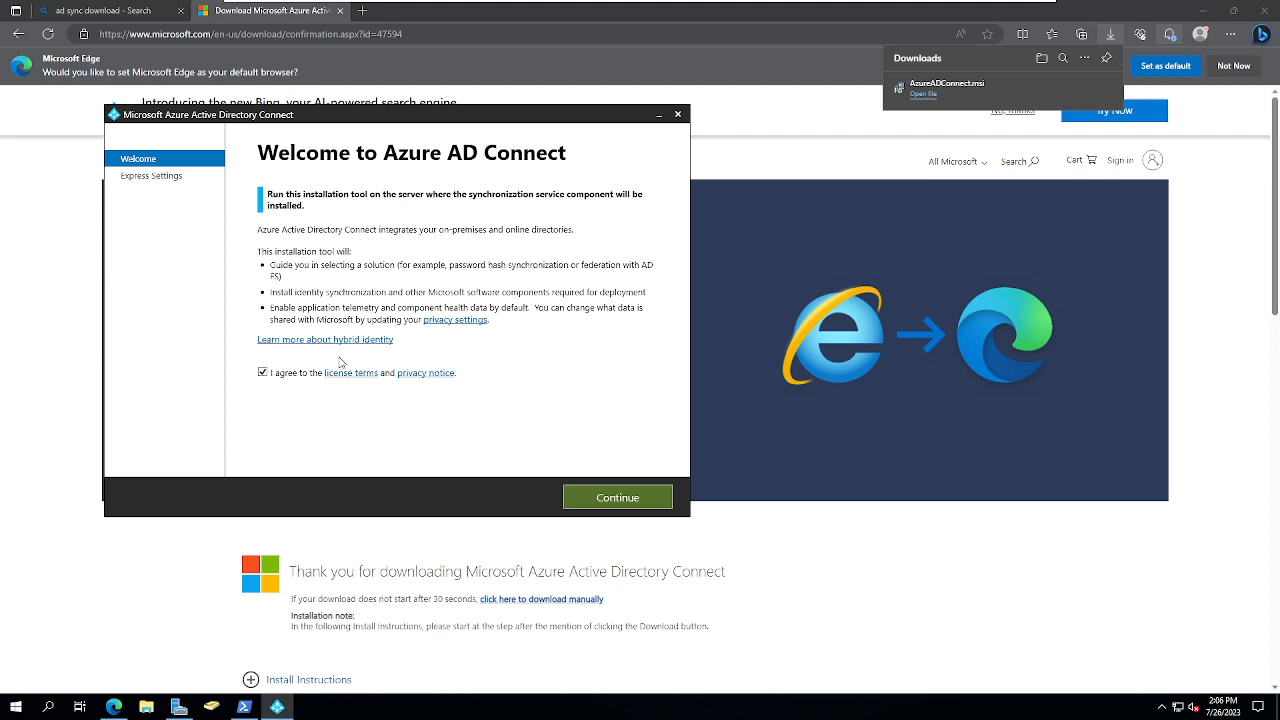 ad sync download - Search
Download Microsoft Azure Active D
https://www.microsoft.com/en-us/download/confirmation.aspx?id=47594
Microsoft Edge
Would you like to set Microsoft Edge as your default browser?
Set as default
Not Now
Downloads
AzureADConnect.msi
Open file
Introducing the new Bing, your AI-powered search engine
No, thanks
Try Now
All Microsoft
Search
Cart
Sign in
Microsoft Azure Active Directory Connect
Welcome
Express Settings
Welcome to Azure AD Connect
Run this installation tool on the server where the synchronization service component will be
installed.
Azure Active Directory Connect integrates your on-premises and online directories.
This installation tool will:
• Guide you in selecting a solution (for example, password hash synchronization or federation with AD
FS)
• Install identity synchronization and other Microsoft software components required for deployment
• Enable application telemetry and component health data by default. You can change what data is
shared with Microsoft by updating your privacy settings.
Learn more about hybrid identity
I agree to the license terms and privacy notice.
Continue
Thank you for downloading Microsoft Azure Active Directory Connect
If your download does not start after 30 seconds, click here to download manually
Installation note:
In the following Install Instructions, please start at the step after the mention of clicking the Download button.
Install Instructions
2:06 PM
7/26/2023